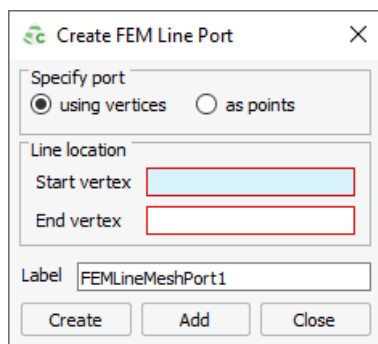 Create FEM Line Port
Specify port
using vertices as points
Line location
Start vertex
End vertex
Label FEMLineMeshPort1
Create Add Close